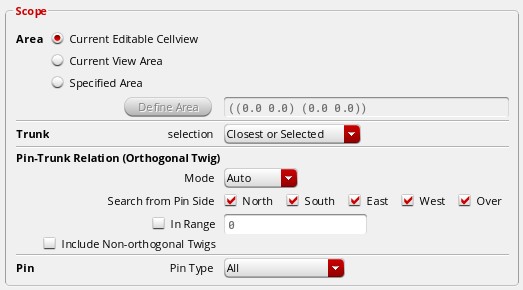 Scope
Area Current Editable Cellview
Current View Area
Specified Area
Define Area ((0.0 0.0) (0.0 0.0))
Trunk selection Closest or Selected
Pin-Trunk Relation (Orthogonal Twig)
Mode Auto
Search from Pin Side North South East West Over
In Range 0
Include Non-orthogonal Twigs
Pin Pin Type All